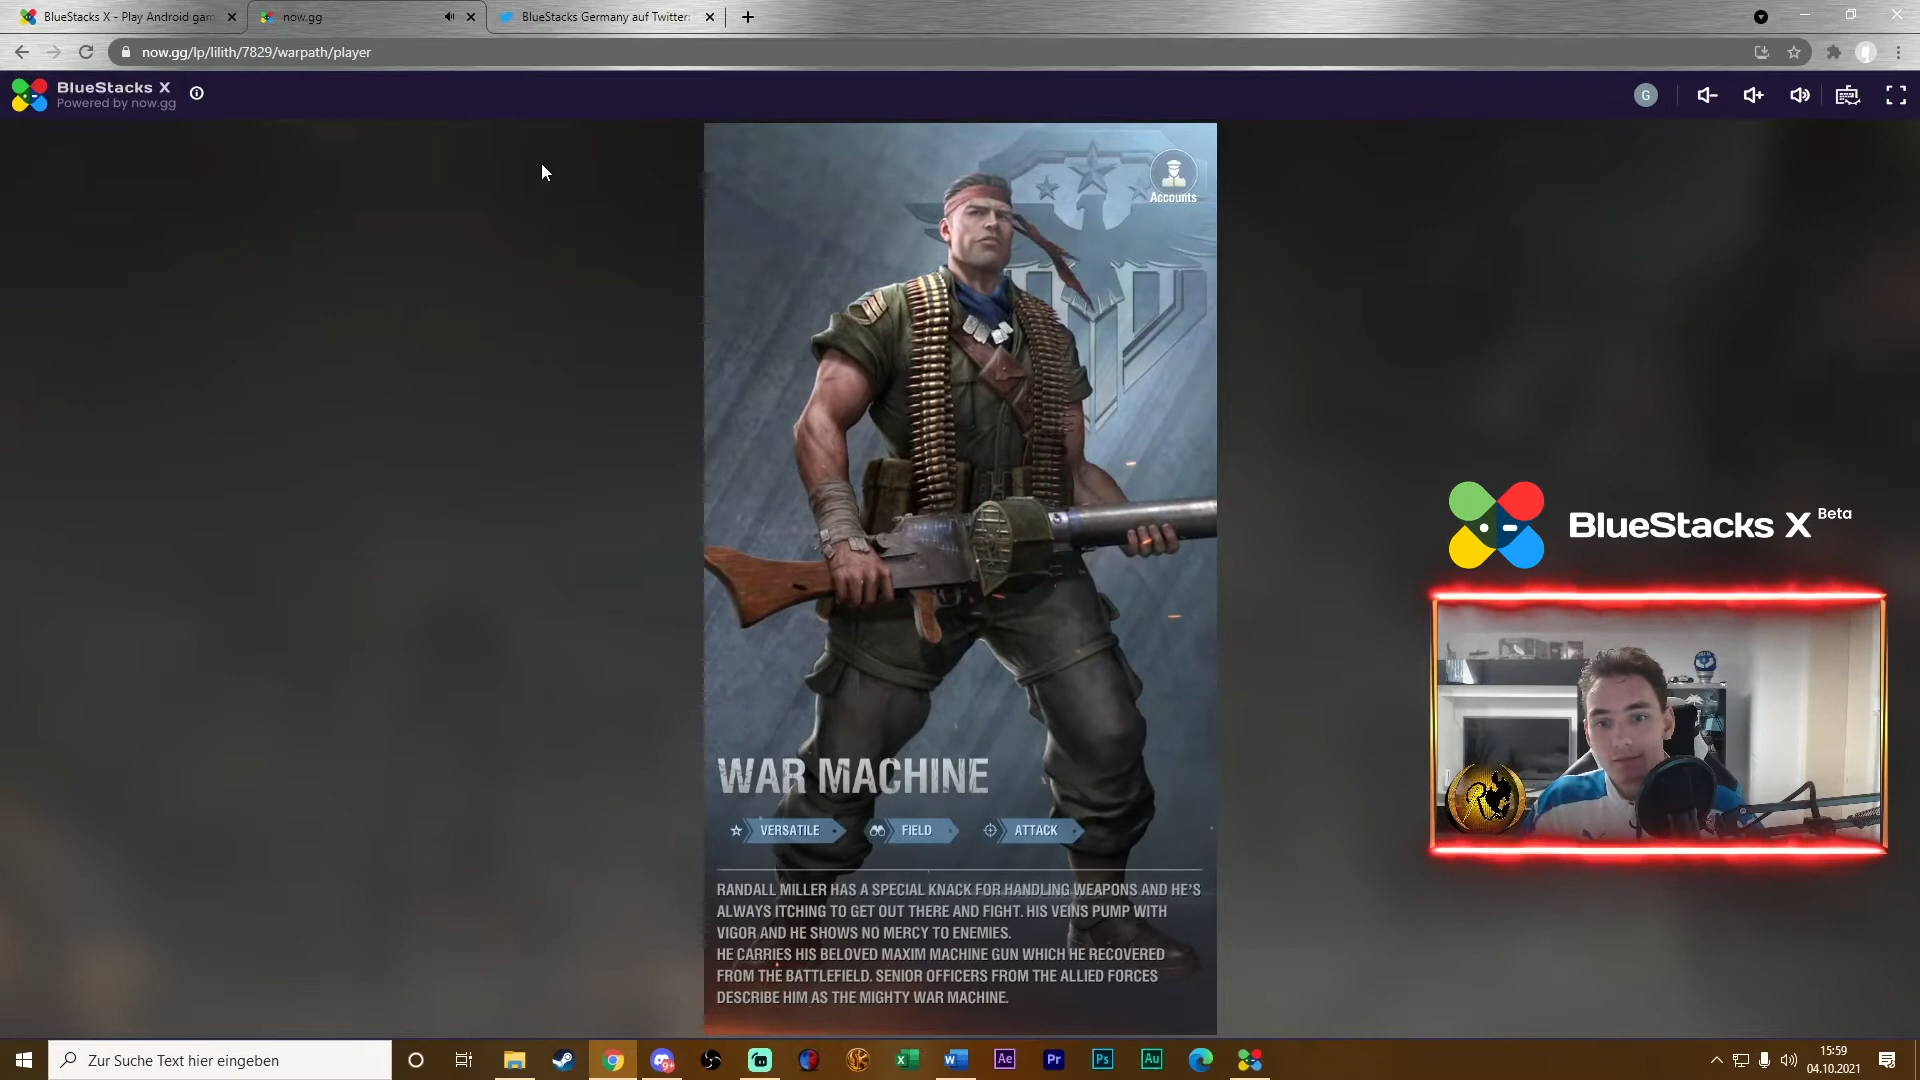 BlueStacks X - Play Android gam
now.gg
BlueStacks Germany auf Twitter:
now.gg/lp/lilith/7829/warpath/player
BlueStacks X
Powered by now.gg
G
Accounts
BlueStacks X Beta
WAR MACHINE
VERSATILE
FIELD
ATTACK
RANDALL MILLER HAS A SPECIAL KNACK FOR HANDLING WEAPONS AND HE'S
ALWAYS ITCHING TO GET OUT THERE AND FIGHT. HIS VEINS PUMP WITH
VIGOR AND HE SHOWS NO MERCY TO ENEMIES.
HE CARRIES HIS BELOVED MAXIM MACHINE GUN WHICH HE RECOVERED
FROM THE BATTLEFIELD. SENIOR OFFICERS FROM THE ALLIED FORCES
DESCRIBE HIM AS THE MIGHTY WAR MACHINE.
Zur Suche Text hier eingeben
9+
Ae
Pr
Ps
Au
15:59
04.10.2021